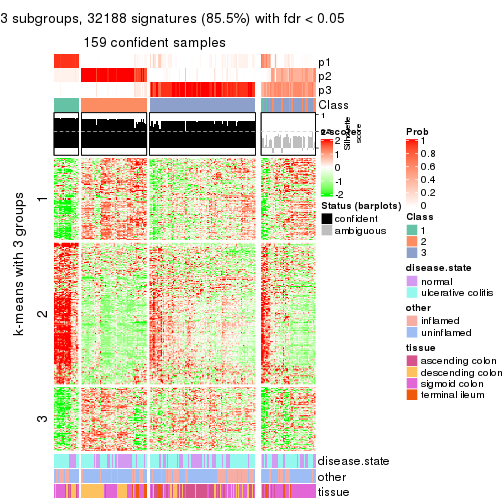 3 subgroups, 32188 signatures (85.5%) with fdr < 0.05
159 confident samples
p1
p2
p3
Class
1
0
Silhouette
score
z-score
2
1
0
-1
-2
Status (barplots)
confident
ambiguous
Prob
1
0.8
0.6
0.4
0.2
0
Class
1
2
3
disease.state
normal
ulcerative colitis
other
inflamed
uninflamed
tissue
ascending colon
descending colon
sigmoid colon
terminal ileum
k-means with 3 groups
1
2
3
disease.state
other
tissue